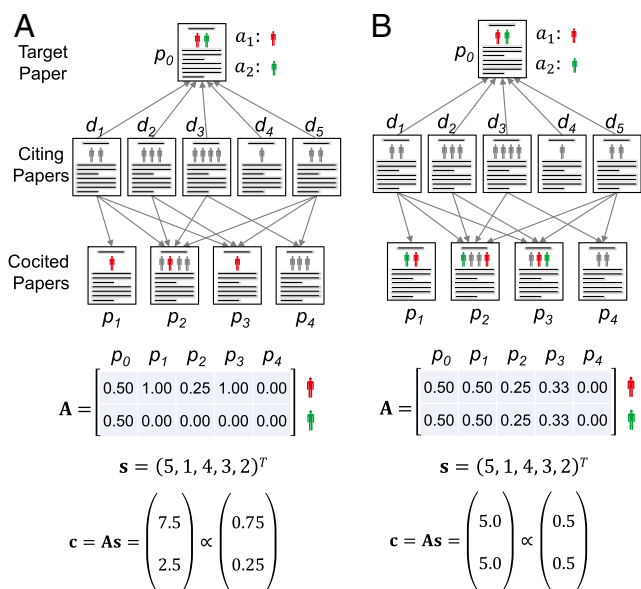 A
Target
Paper
p₀
a₁:
a₂:
d₁ d₂ d₃ d₄ d₅
Citing
Papers
Cocited
Papers
p₁ p₂ p₃ p₄
p₀ p₁ p₂ p₃ p₄
A =
0.50 1.00 0.25 1.00 0.00
0.50 0.00 0.00 0.00 0.00
s = (5, 1, 4, 3, 2)ᵀ
c = As = (7.5 2.5) ∝ (0.75 0.25)
B
p₀
a₁:
a₂:
d₁ d₂ d₃ d₄ d₅
p₁ p₂ p₃ p₄
p₀ p₁ p₂ p₃ p₄
A =
0.50 0.50 0.25 0.33 0.00
0.50 0.50 0.25 0.33 0.00
s = (5, 1, 4, 3, 2)ᵀ
c = As = (5.0 5.0) ∝ (0.5 0.5)